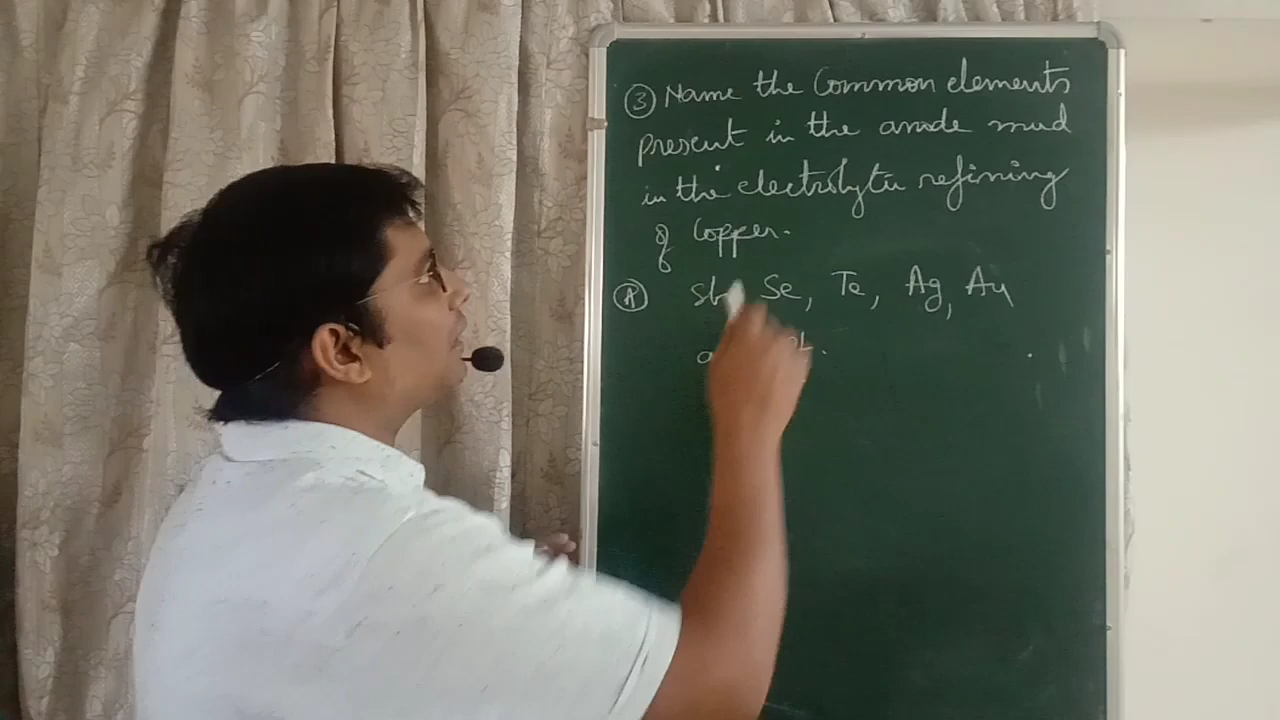 ③ Name the Common elements
present in the anode mud
in the electrolytic refining
of Copper.
Ⓐ Sb Se, Te, Ag, Au